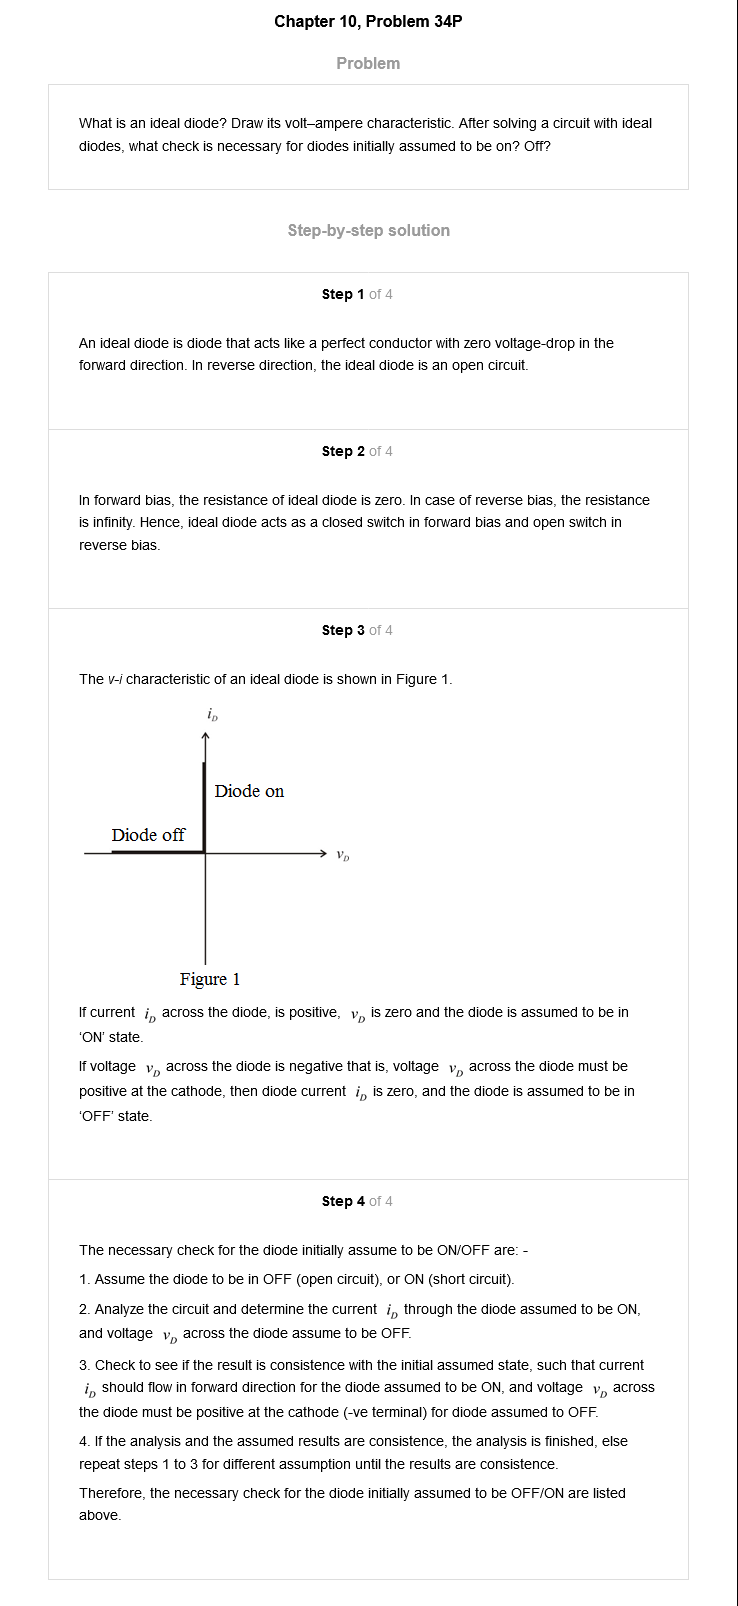 Chapter 10, Problem 34P
Problem
What is an ideal diode? Draw its volt–ampere characteristic. After solving a circuit with ideal
diodes, what check is necessary for diodes initially assumed to be on? Off?
Step-by-step solution
Step 1 of 4
An ideal diode is diode that acts like a perfect conductor with zero voltage-drop in the
forward direction. In reverse direction, the ideal diode is an open circuit.
Step 2 of 4
In forward bias, the resistance of ideal diode is zero. In case of reverse bias, the resistance
is infinity. Hence, ideal diode acts as a closed switch in forward bias and open switch in
reverse bias.
Step 3 of 4
The v-i characteristic of an ideal diode is shown in Figure 1.
i_D
Diode on
Diode off
v_D
Figure 1
If current i_D across the diode, is positive, v_D is zero and the diode is assumed to be in
‘ON’ state.
If voltage v_D across the diode is negative that is, voltage v_D across the diode must be
positive at the cathode, then diode current i_D is zero, and the diode is assumed to be in
‘OFF’ state.
Step 4 of 4
The necessary check for the diode initially assume to be ON/OFF are: -
1. Assume the diode to be in OFF (open circuit), or ON (short circuit).
2. Analyze the circuit and determine the current i_D through the diode assumed to be ON,
and voltage v_D across the diode assume to be OFF.
3. Check to see if the result is consistence with the initial assumed state, such that current
i_D should flow in forward direction for the diode assumed to be ON, and voltage v_D across
the diode must be positive at the cathode (-ve terminal) for diode assumed to OFF.
4. If the analysis and the assumed results are consistence, the analysis is finished, else
repeat steps 1 to 3 for different assumption until the results are consistence.
Therefore, the necessary check for the diode initially assumed to be OFF/ON are listed
above.